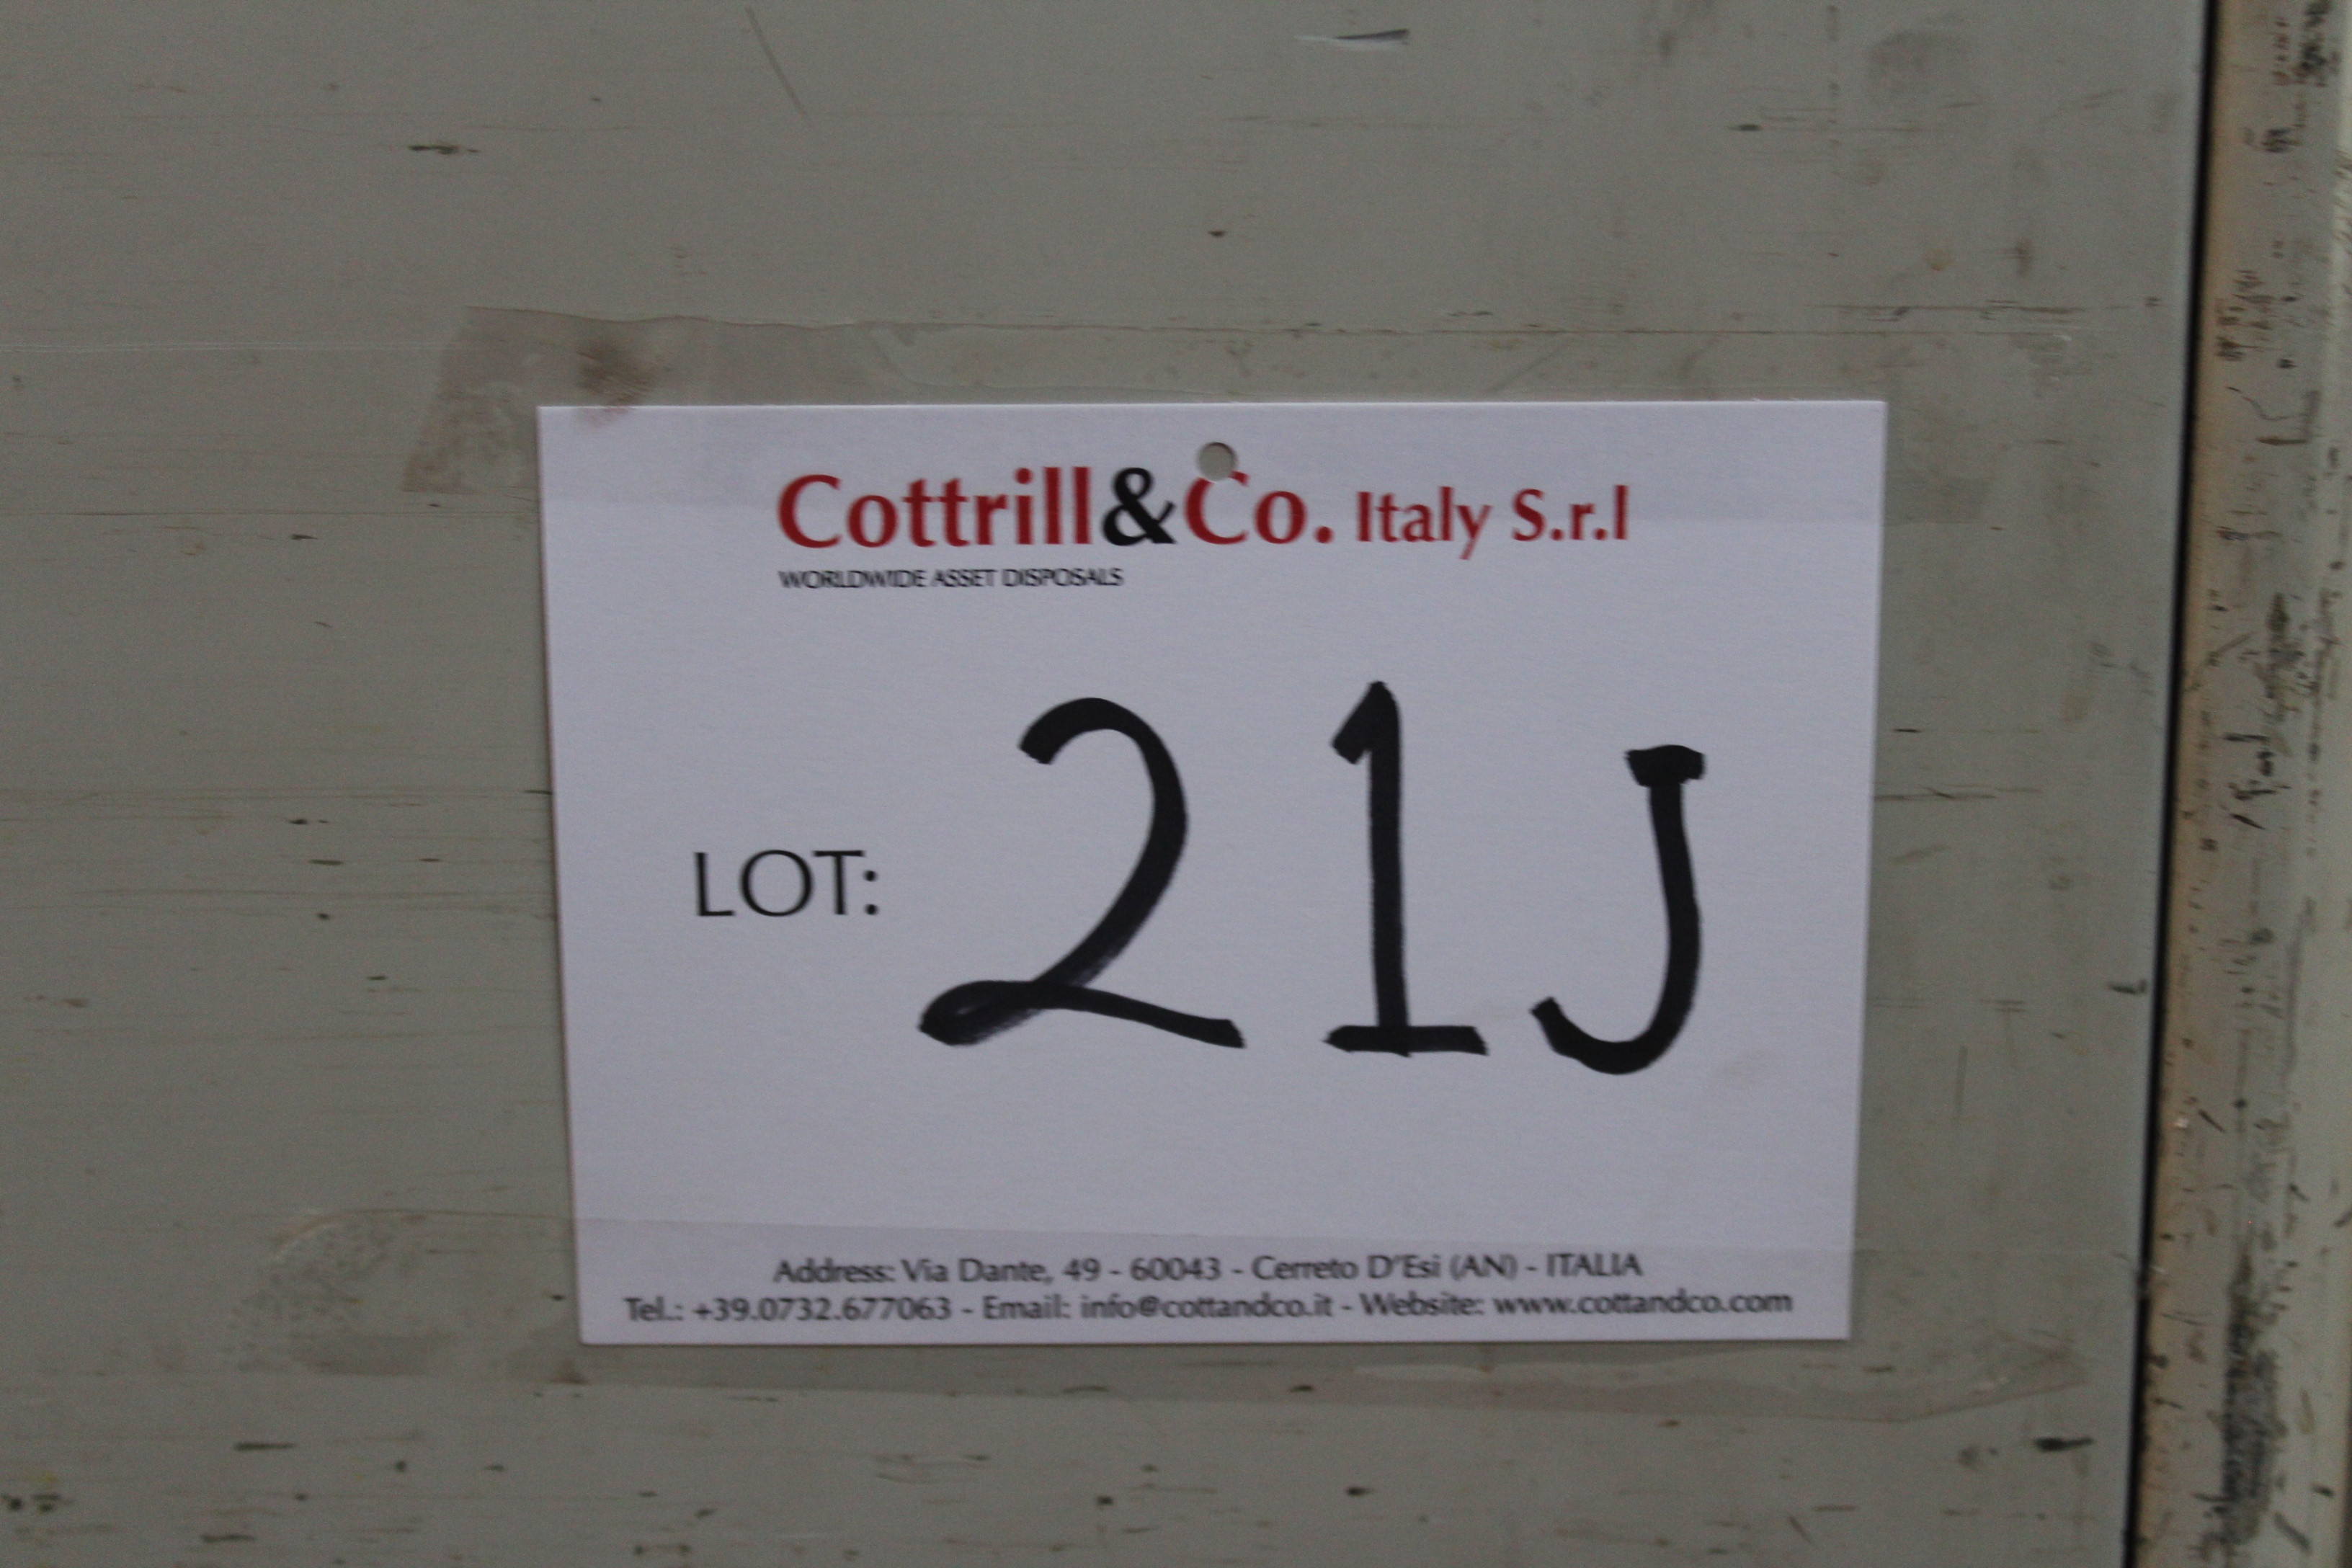 Cottrill&Co. Italy S.r.l
WORLDWIDE ASSET DISPOSALS
LOT: 21J
Address: Via Dante, 49 - 60043 - Cerreto D'Esi (AN) - ITALIA
Tel.: +39.0732.677063 - Email: info@cottandco.it - Website: www.cottandco.com